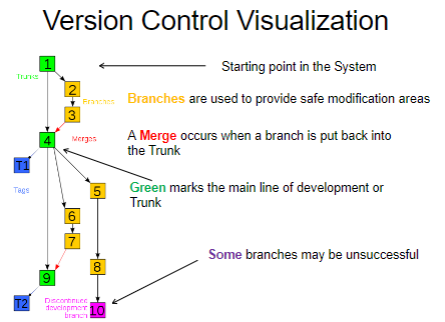 Version Control Visualization
1
Starting point in the System
Trunks
2
Branches
Branches are used to provide safe modification areas
3
Merges
A Merge occurs when a branch is put back into
the Trunk
4
T1
Tags
Green marks the main line of development or
Trunk
5
6
7
Some branches may be unsuccessful
8
9
T2
Discontinued
development
branch
10